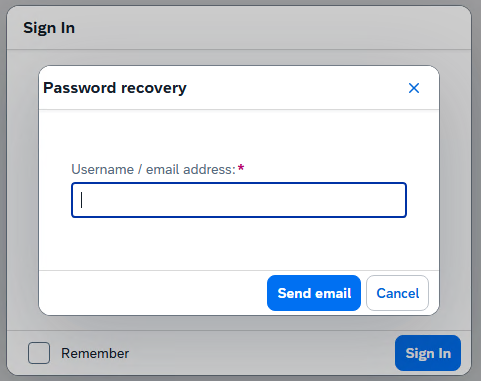 Sign In
Password recovery
Username / email address:*
Send email
Cancel
Remember
Sign In